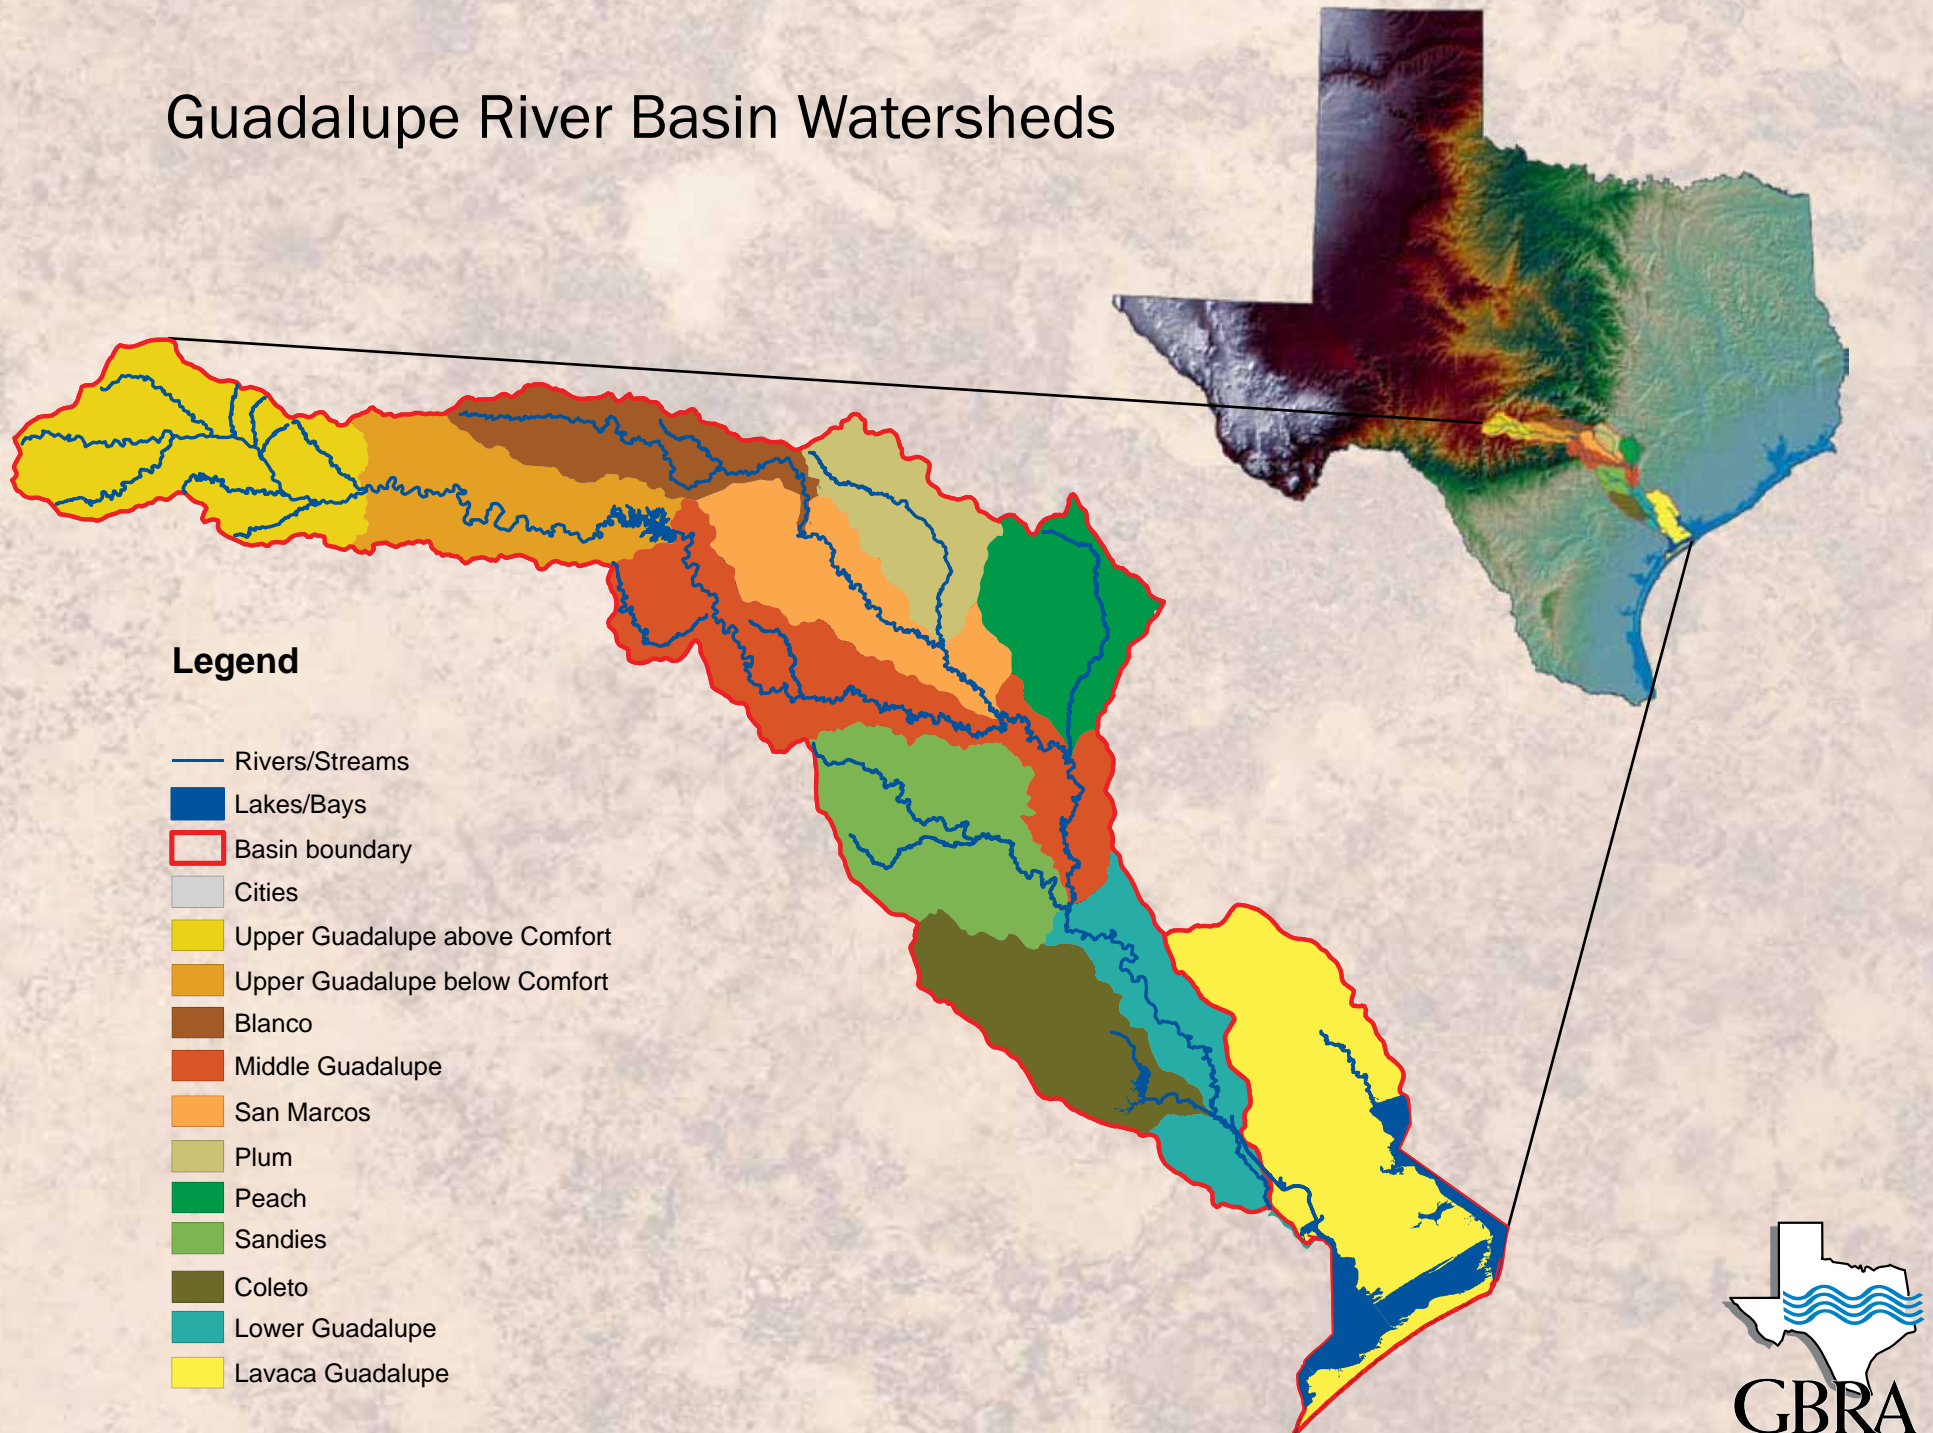 Guadalupe River Basin Watersheds
Legend
Rivers/Streams
Lakes/Bays
Basin boundary
Cities
Upper Guadalupe above Comfort
Upper Guadalupe below Comfort
Blanco
Middle Guadalupe
San Marcos
Plum
Peach
Sandies
Coleto
Lower Guadalupe
Lavaca Guadalupe
GBRA